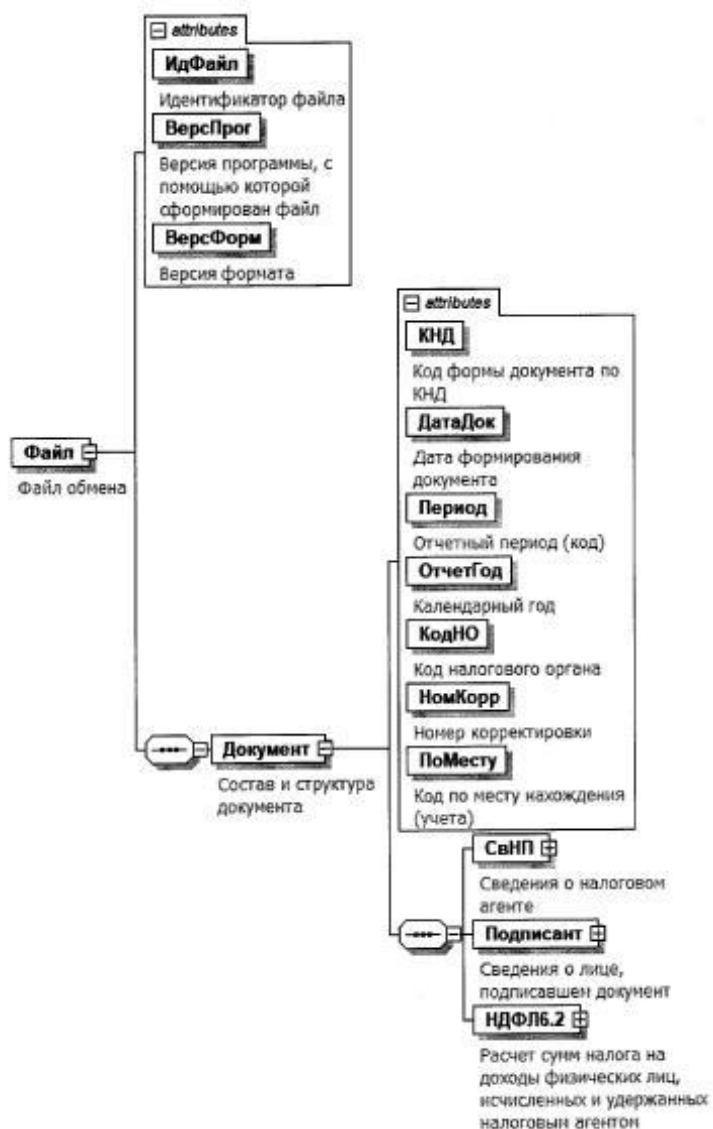 attributes
ИдФайл
Идентификатор файла
ВерсПрог
Версия программы, с
помощью которой
сформирован файл
ВерсФорм
Версия формата
Файл
Файл обмена
Документ
Состав и структура
документа
attributes
КНД
Код формы документа по
КНД
ДатаДок
Дата формирования
документа
Период
Отчетный период (код)
ОтчетГод
Календарный год
КодНО
Код налогового органа
НомКорр
Номер корректировки
ПоМесту
Код по месту нахождения
(учета)
СвНП
Сведения о налоговом
агенте
Подписант
Сведения о лице,
подписавшем документ
НДФЛ6.2
Расчет сумм налога на
доходы физических лиц,
исчисленных и удержанных
налоговым агентом